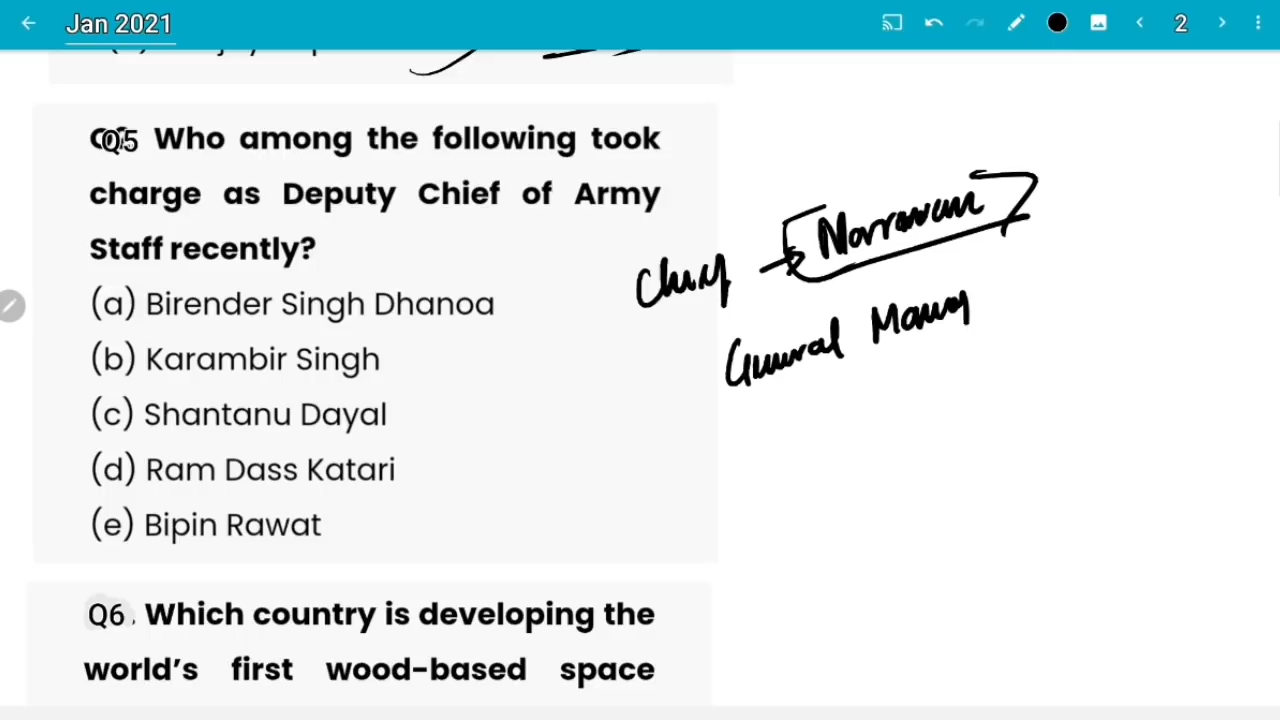 Jan 2021
2
Q5 Who among the following took
charge as Deputy Chief of Army
Staff recently?
(a) Birender Singh Dhanoa
(b) Karambir Singh
(c) Shantanu Dayal
(d) Ram Dass Katari
(e) Bipin Rawat
Chief → Narravane
General Manoj
Q6. Which country is developing the
world's first wood-based space